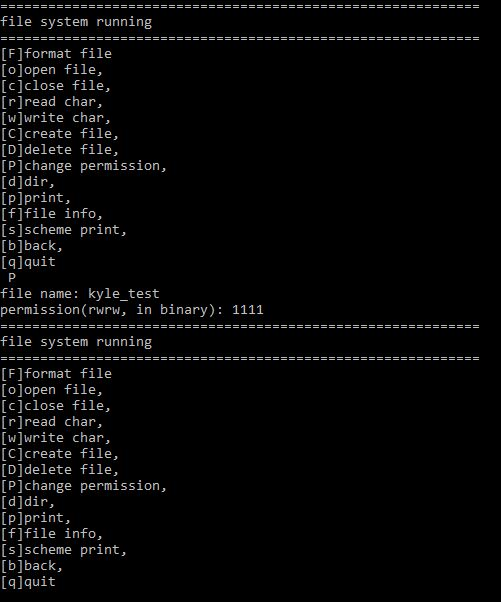 ============================================================
file system running
============================================================
[F]format file
[o]open file,
[c]close file,
[r]read char,
[w]write char,
[C]create file,
[D]delete file,
[P]change permission,
[d]dir,
[p]print,
[f]file info,
[s]scheme print,
[b]back,
[q]quit
 P
file name: kyle_test
permission(rwrw, in binary): 1111
============================================================
file system running
============================================================
[F]format file
[o]open file,
[c]close file,
[r]read char,
[w]write char,
[C]create file,
[D]delete file,
[P]change permission,
[d]dir,
[p]print,
[f]file info,
[s]scheme print,
[b]back,
[q]quit